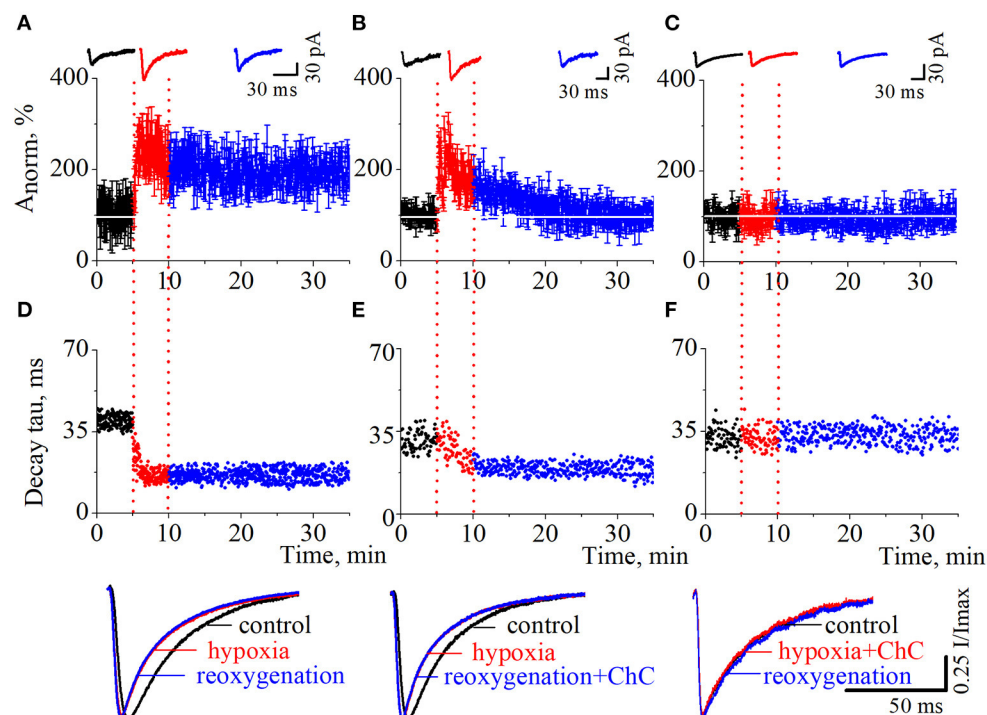 A
B
C
30 pA
30 ms
30 pA
30 ms
30 pA
30 ms
Anorm, %
400
200
0
0 10 20 30
400
200
0
0 10 20 30
400
200
0
0 10 20 30
D
E
F
Decay tau, ms
70
35
0
0 10 20 30
70
35
0
0 10 20 30
70
35
0
0 10 20 30
Time, min
Time, min
Time, min
control
hypoxia
reoxygenation
control
hypoxia
reoxygenation+ChC
control
hypoxia+ChC
reoxygenation
0.25 I/Imax
50 ms